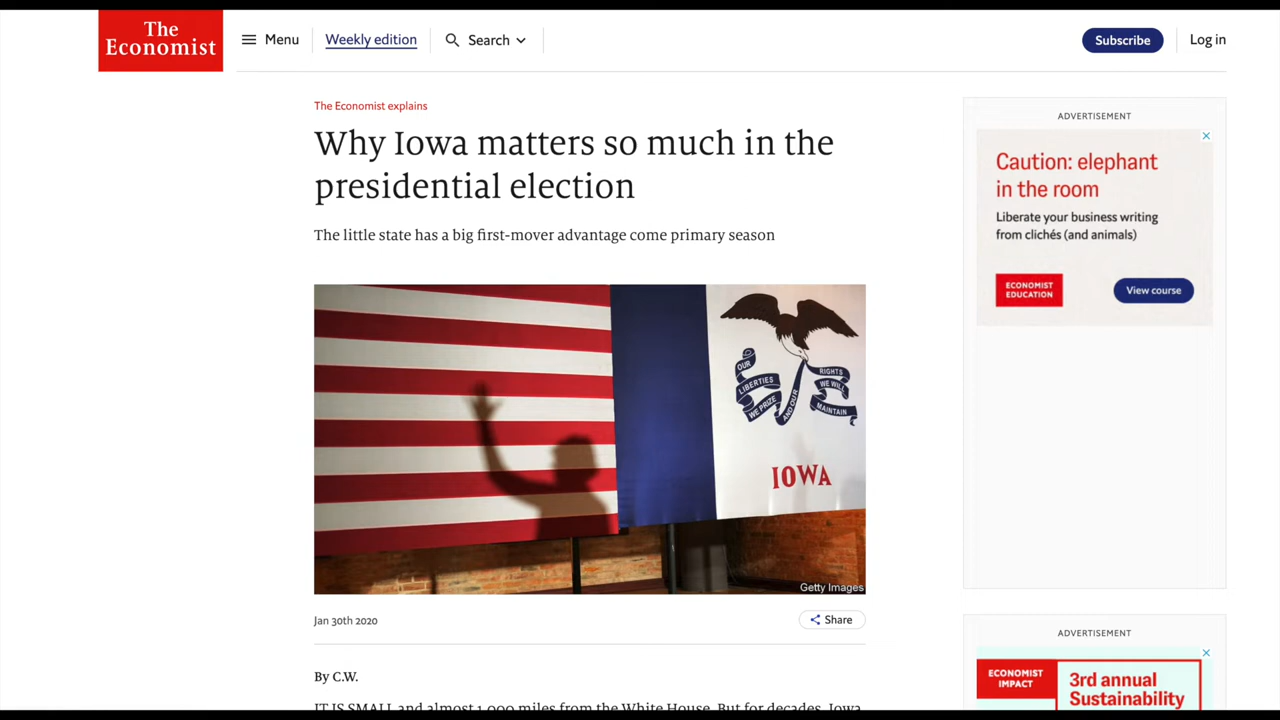 The
Economist
Menu
Weekly edition
Search
Subscribe
Log in
The Economist explains
Why Iowa matters so much in the
presidential election
The little state has a big first-mover advantage come primary season
OUR
LIBERTIES
WE PRIZE
AND OUR
RIGHTS
WE WILL
MAINTAIN
IOWA
Getty Images
Jan 30th 2020
Share
By C.W.
IT IS SMALL and almost 1,000 miles from the White House. But for decades, Iowa
ADVERTISEMENT
Caution: elephant
in the room
Liberate your business writing
from clichés (and animals)
ECONOMIST
EDUCATION
View course
ADVERTISEMENT
ECONOMIST
IMPACT
3rd annual
Sustainability